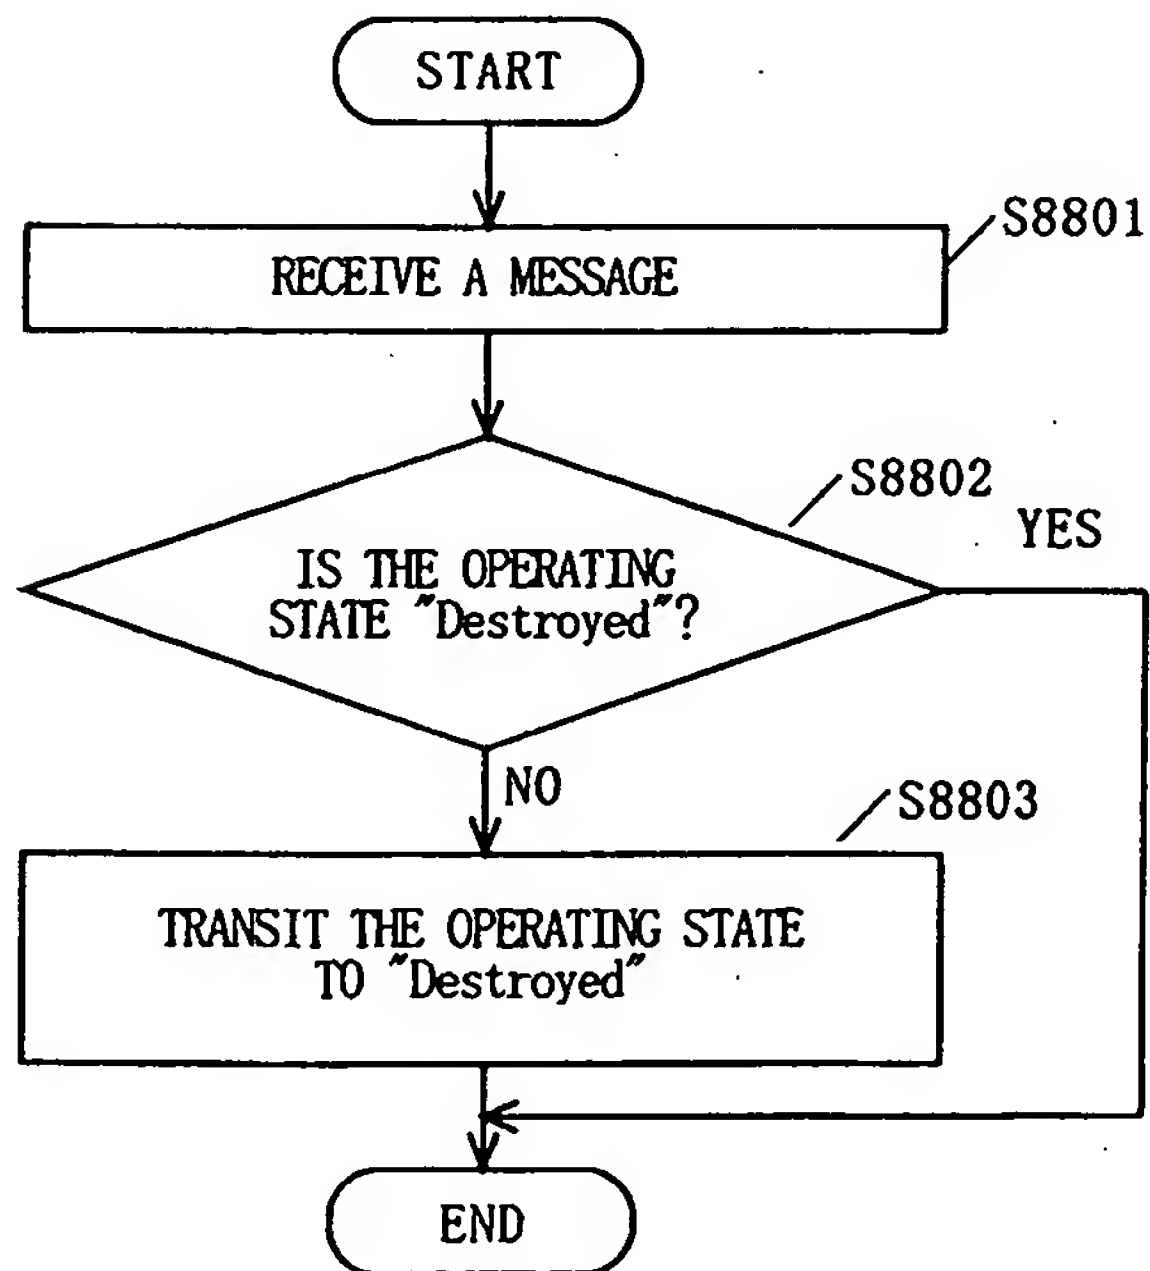 START
S8801
RECEIVE A MESSAGE
S8802
YES
IS THE OPERATING
STATE "Destroyed"?
NO
S8803
TRANSIT THE OPERATING STATE
TO "Destroyed"
END